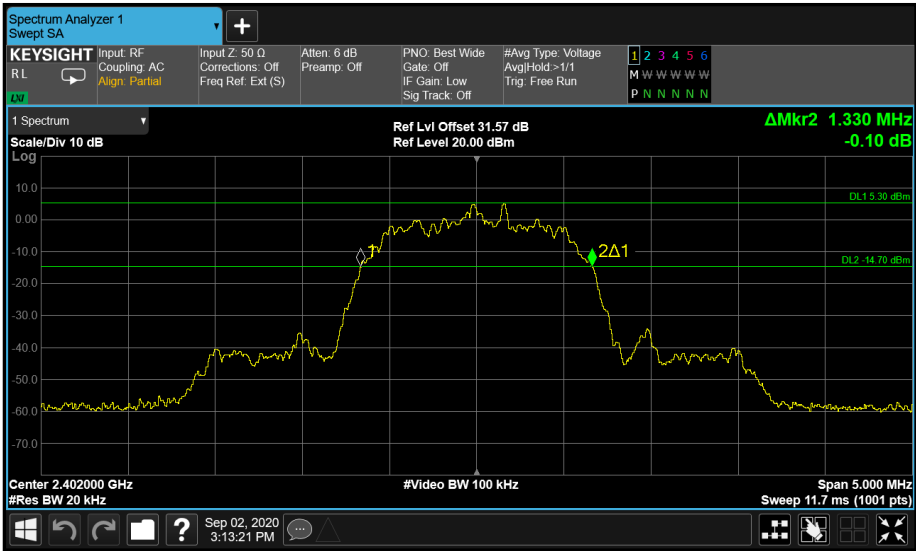 Spectrum Analyzer 1
Swept SA
+
KEYSIGHT Input: RF Input Z: 50 Ω Atten: 6 dB PNO: Best Wide #Avg Type: Voltage 1 2 3 4 5 6
RL Coupling: AC Corrections: Off Preamp: Off Gate: Off Avg|Hold:>1/1 M W W W W W
Align: Partial Freq Ref: Ext (S) IF Gain: Low Trig: Free Run
LXI Sig Track: Off P N N N N N N
1 Spectrum Ref Lvl Offset 31.57 dB ΔMkr2 1.330 MHz
Scale/Div 10 dB Ref Level 20.00 dBm -0.10 dB
Log
10.0 DL1 5.30 dBm
0.00
-10.0 1 2Δ1
DL2 -14.70 dBm
-20.0
-30.0
-40.0
-50.0
-60.0
-70.0
Center 2.402000 GHz #Video BW 100 kHz Span 5.000 MHz
#Res BW 20 kHz Sweep 11.7 ms (1001 pts)
? Sep 02, 2020
3:13:21 PM